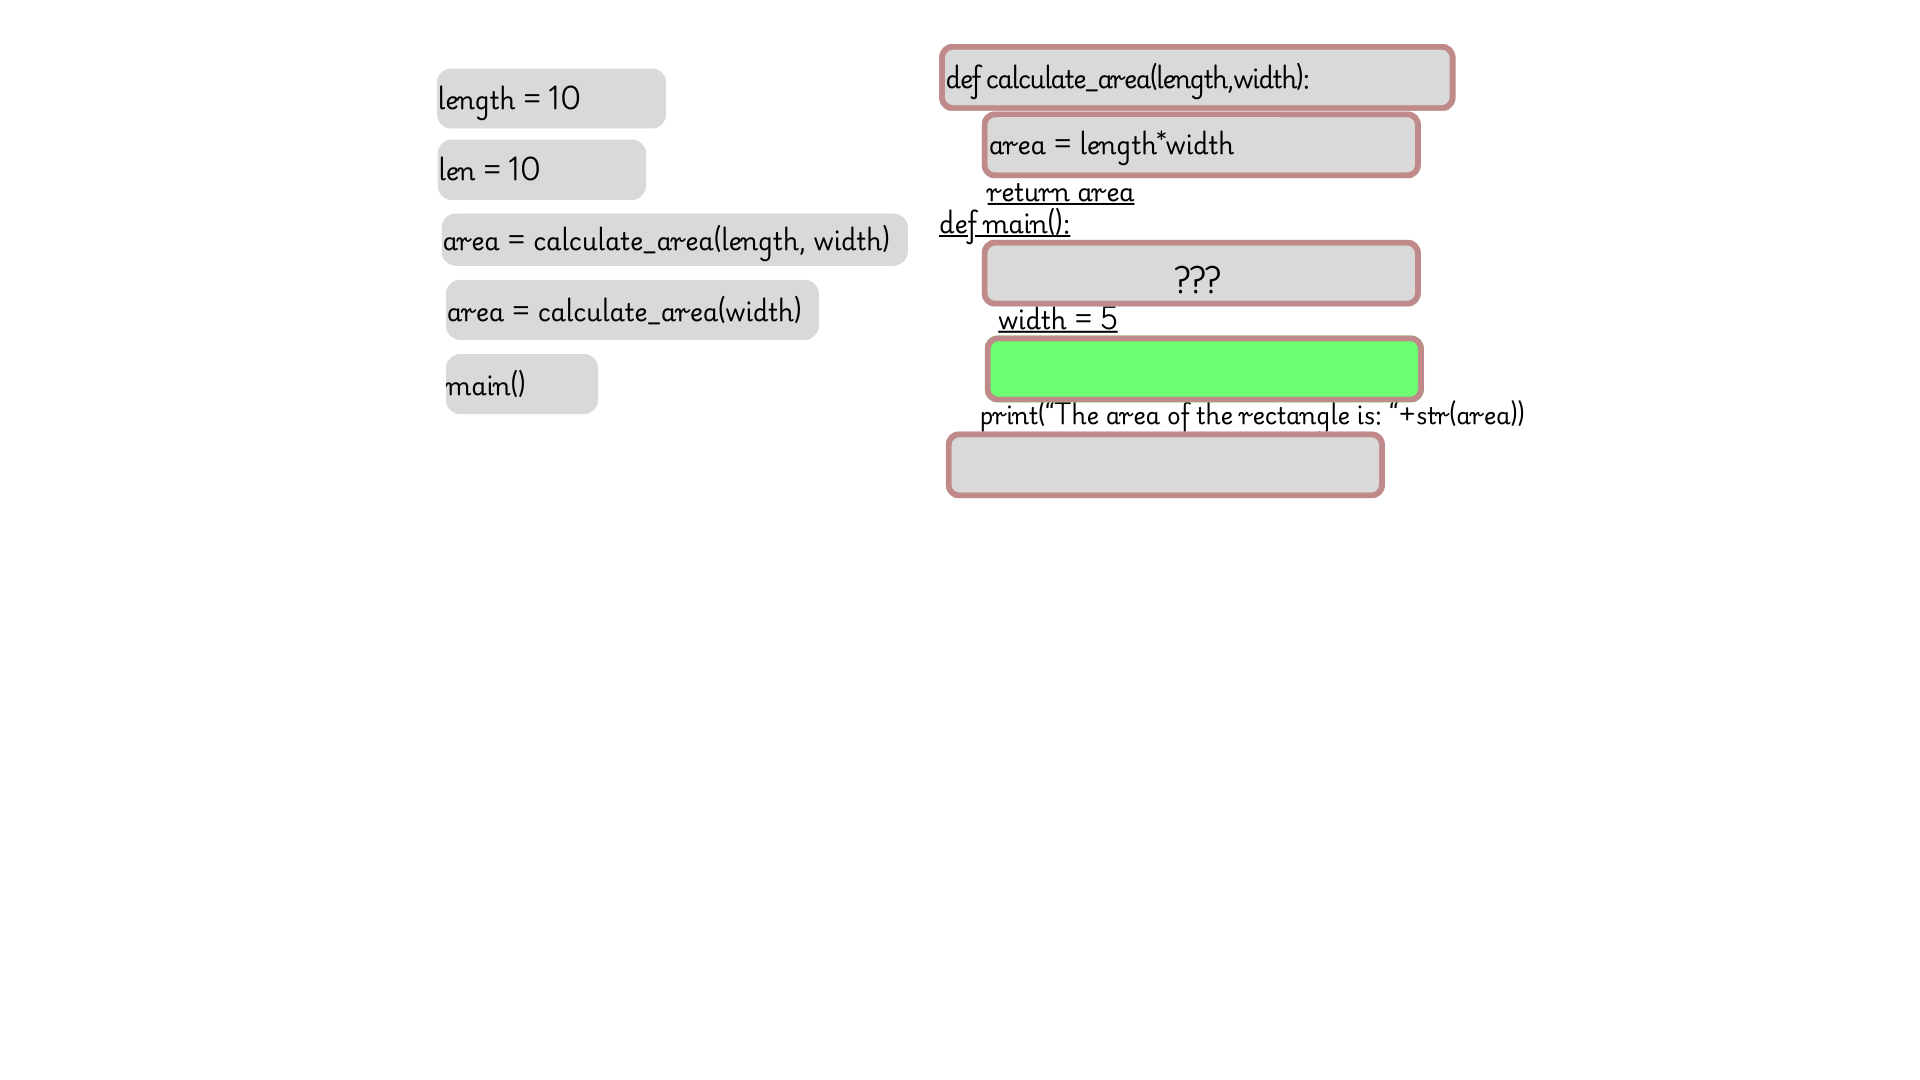 length = 10
len = 10
area = calculate_area(length, width)
area = calculate_area(width)
main()
def calculate_area(length,width):
area = length*width
return area
def main():
???
width = 5
print(“The area of the rectangle is: “+str(area))